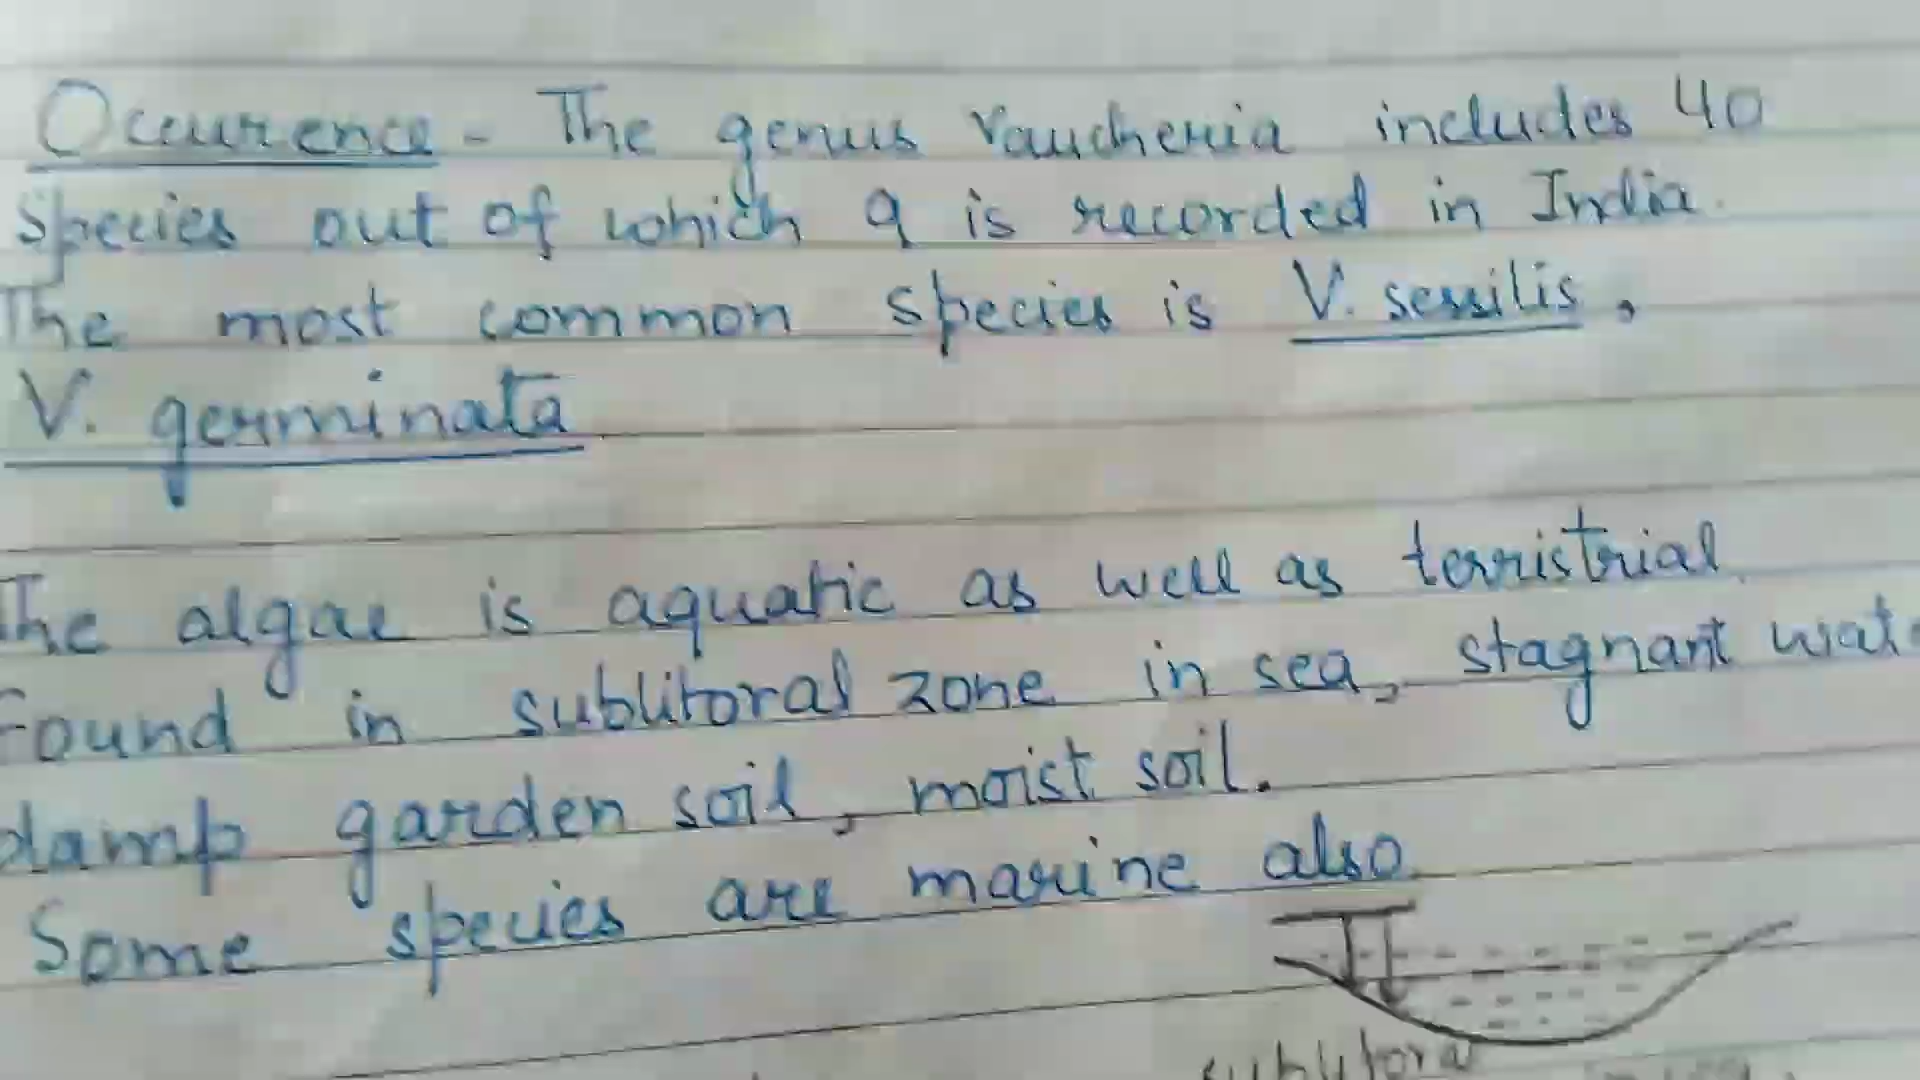 Occurence - The genus Vaucheria includes 40
species out of which 9 is recorded in India.
The most common species is V. sessilis,
V. germinata
The algae is aquatic as well as terristrial.
Found in sublitoral zone in sea, stagnant
damp garden soil, moist soil.
Some species are marine also
sublitoral